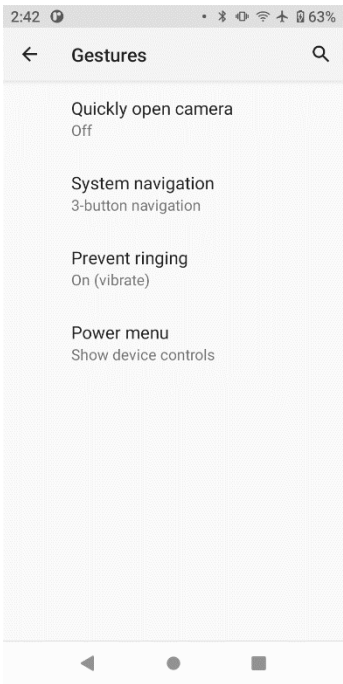 2:42
63%
Gestures
Quickly open camera
Off
System navigation
3-button navigation
Prevent ringing
On (vibrate)
Power menu
Show device controls